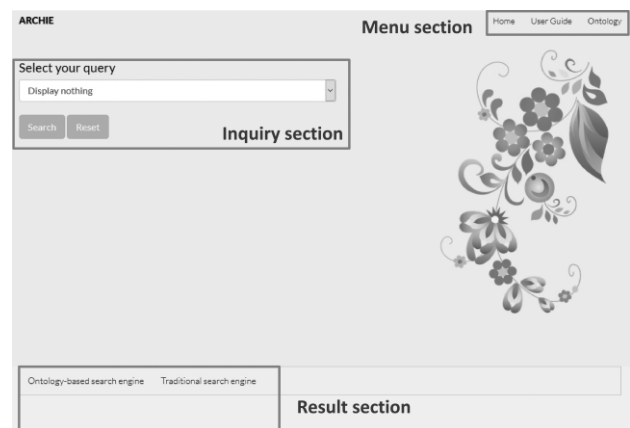 ARCHIE
Menu section
Home User Guide Ontology
Select your query
Display nothing
Search Reset
Inquiry section
Ontology-based search engine Traditional search engine
Result section